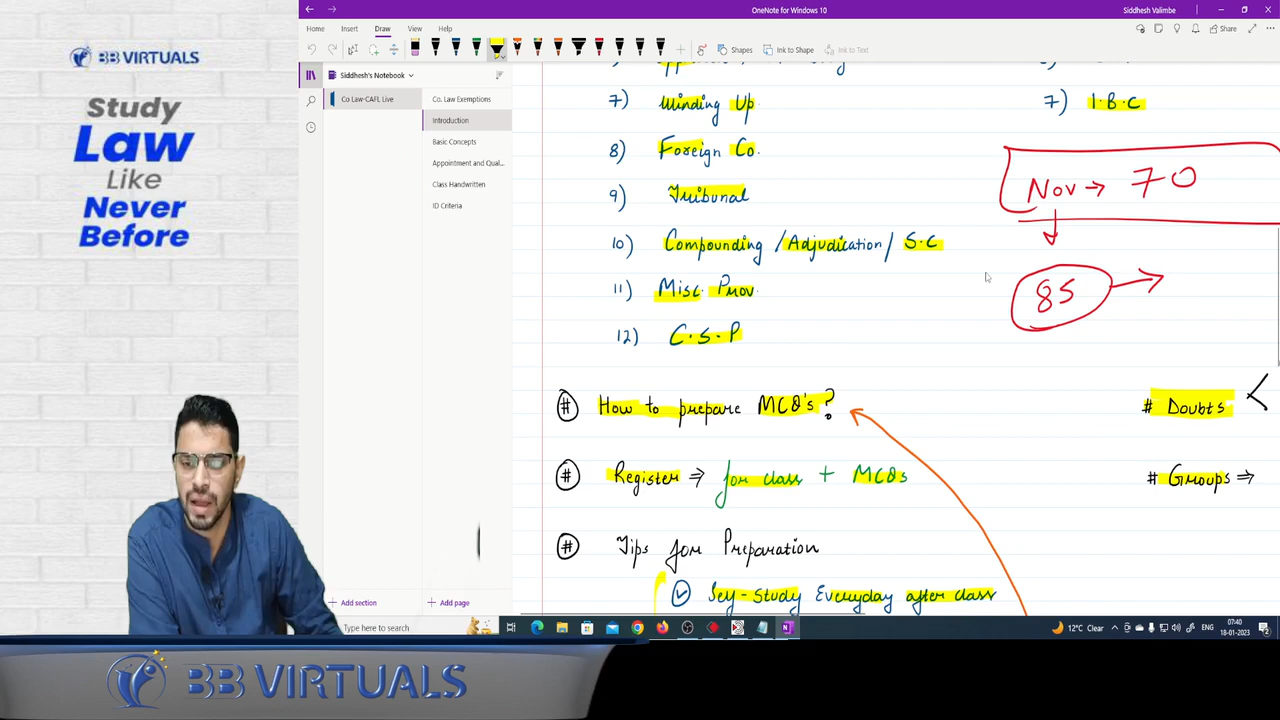 BB VIRTUALS
Study
Law
Like
Never
Before
OneNote for Windows 10
Siddhesh Valimbe
Home Insert Draw View Help
Share
Shapes Ink to Shape Ink to Text
Siddhesh's Notebook
Co Law-CAFL Live
Co. Law Exemptions
Introduction
Basic Concepts
Appointment and Qual...
Class Handwritten
ID Criteria
7) Winding Up
7) I.B.C
8) Foreign Co.
Nov → 70
9) Tribunal
10) Compounding /Adjudication/ S.C
85 →
11) Misc. Prov.
12) C.S.P
# How to prepare MCQ's ?
# Doubts <
# Register ⇒ for class + MCQs
# Groups ⇒
# Tips for Preparation
Sey-Study Everyday after class
+ Add section
+ Add page
Type here to search
12°C Clear
ENG
07:40
18-01-2023
2
BB VIRTUALS